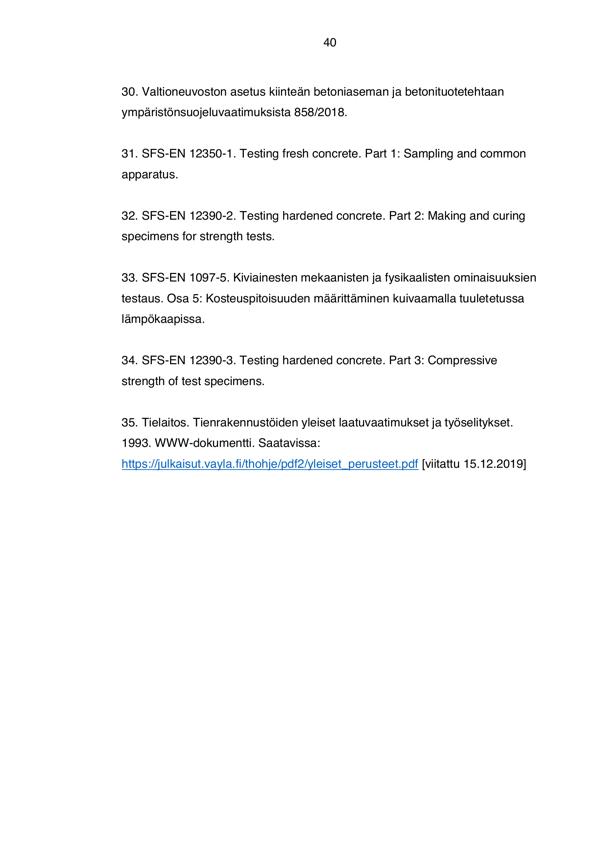 40
30. Valtioneuvoston asetus kiinteän betoniaseman ja betonituotetehtaan
ympäristönsuojeluvaatimuksista 858/2018.
31. SFS-EN 12350-1. Testing fresh concrete. Part 1: Sampling and common
apparatus.
32. SFS-EN 12390-2. Testing hardened concrete. Part 2: Making and curing
specimens for strength tests.
33. SFS-EN 1097-5. Kiviainesten mekaanisten ja fysikaalisten ominaisuuksien
testaus. Osa 5: Kosteuspitoisuuden määrittäminen kuivaamalla tuuletetussa
lämpökaapissa.
34. SFS-EN 12390-3. Testing hardened concrete. Part 3: Compressive
strength of test specimens.
35. Tielaitos. Tienrakennustöiden yleiset laatuvaatimukset ja työselitykset.
1993. WWW-dokumentti. Saatavissa:
https://julkaisut.vayla.fi/thohje/pdf2/yleiset_perusteet.pdf [viitattu 15.12.2019]